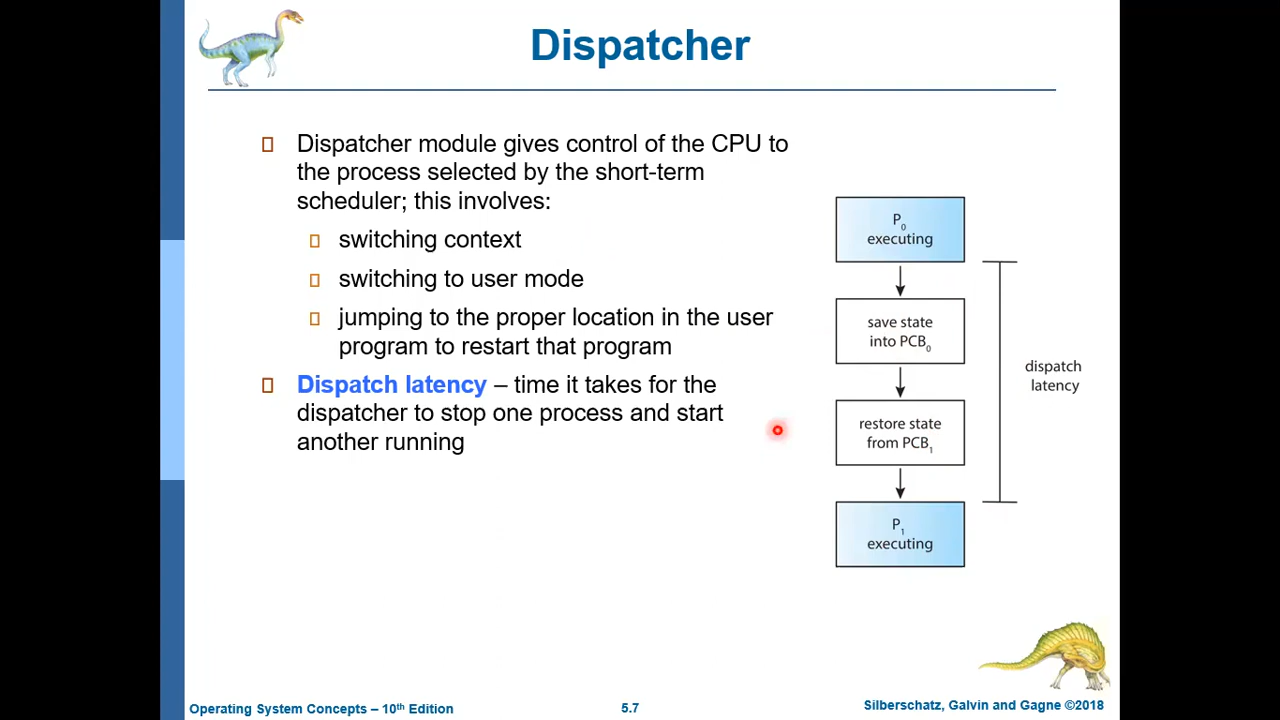 Dispatcher
Dispatcher module gives control of the CPU to
the process selected by the short-term
scheduler; this involves:
switching context
switching to user mode
jumping to the proper location in the user
program to restart that program
Dispatch latency – time it takes for the
dispatcher to stop one process and start
another running
P0
executing
save state
into PCB0
restore state
from PCB1
P1
executing
dispatch
latency
Operating System Concepts – 10th Edition
5.7
Silberschatz, Galvin and Gagne ©2018